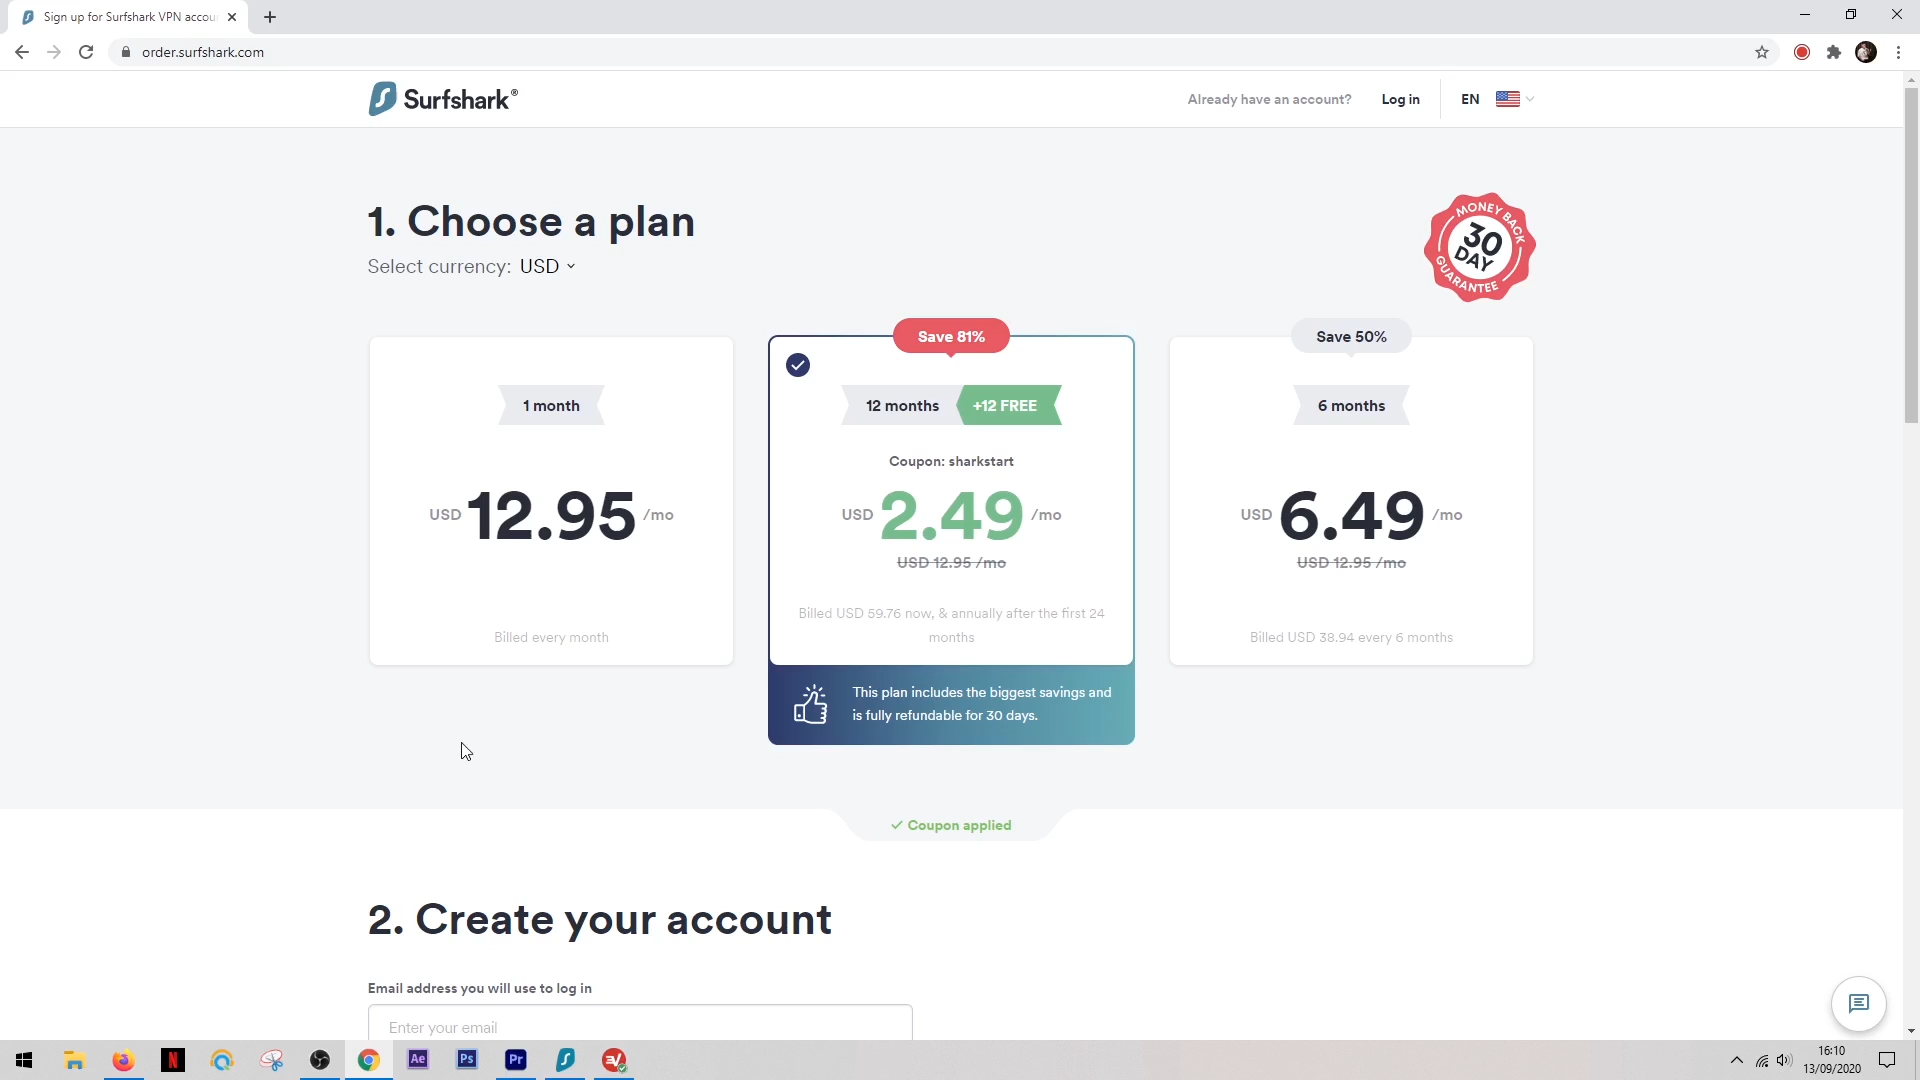 Sign up for Surfshark VPN accou
order.surfshark.com
Surfshark®
Already have an account?
Log in
EN
1. Choose a plan
Select currency: USD
MONEY BACK
30
DAY
GUARANTEE
1 month
USD 12.95 /mo
Billed every month
Save 81%
12 months
+12 FREE
Coupon: sharkstart
USD 2.49 /mo
USD 12.95 /mo
Billed USD 59.76 now, & annually after the first 24
months
This plan includes the biggest savings and
is fully refundable for 30 days.
Save 50%
6 months
USD 6.49 /mo
USD 12.95 /mo
Billed USD 38.94 every 6 months
Coupon applied
2. Create your account
Email address you will use to log in
Enter your email
N
Ae
Ps
Pr
16:10
13/09/2020